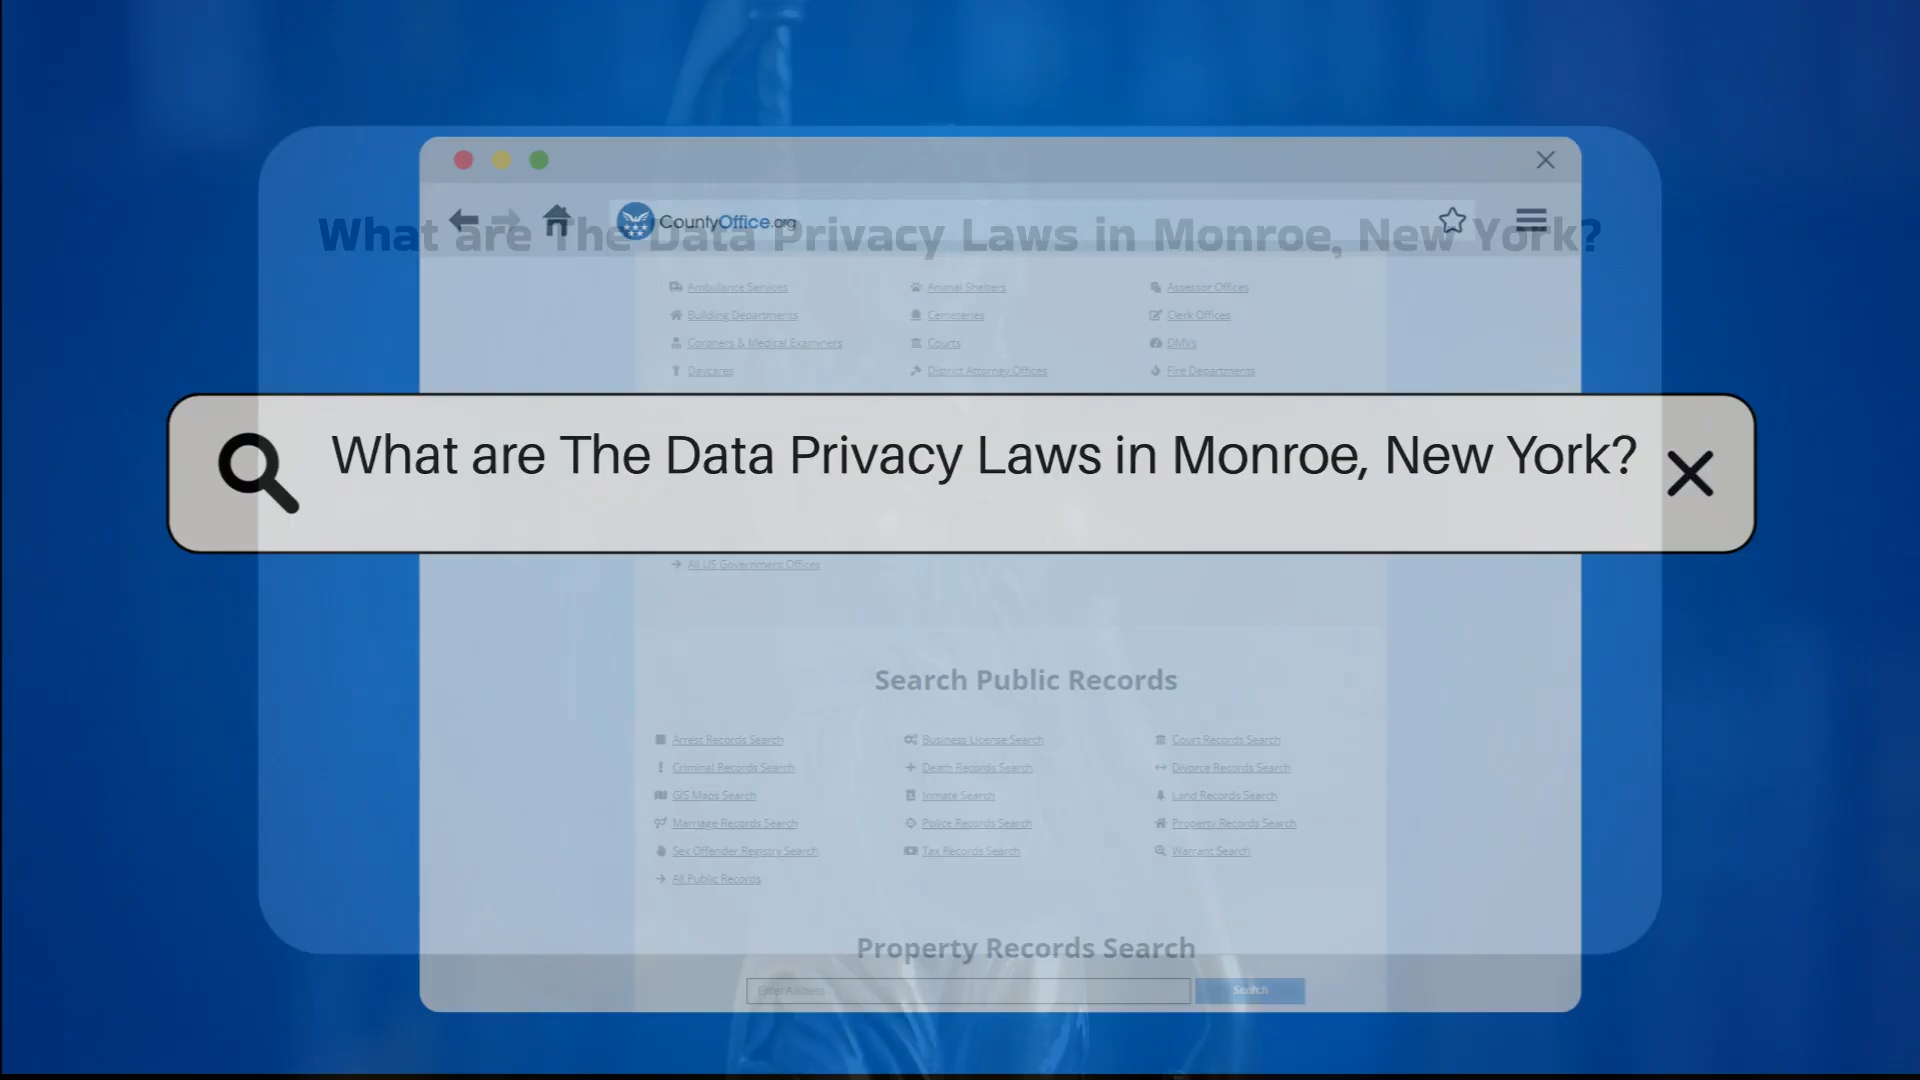 CountyOffice.org
What are The Data Privacy Laws in Monroe, New York?
Ambulance Services Animal Shelters Assessor Offices
Building Departments Cemeteries Clerk Offices
Coroners & Medical Examiners Courts DMVs
Daycares District Attorney Offices Fire Departments
What are The Data Privacy Laws in Monroe, New York?
All US Government Offices
Search Public Records
Arrest Records Search Business License Search Court Records Search
Criminal Records Search Death Records Search Divorce Records Search
GIS Maps Search Inmate Search Land Records Search
Marriage Records Search Police Records Search Property Records Search
Sex Offender Registry Search Tax Records Search Warrant Search
All Public Records
Property Records Search
Enter Address Search